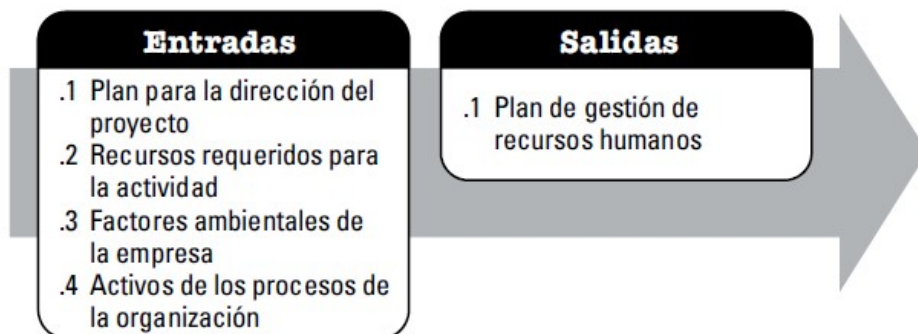 Entradas
.1 Plan para la dirección del
proyecto
.2 Recursos requeridos para
la actividad
.3 Factores ambientales de
la empresa
.4 Activos de los procesos de
la organización
Salidas
.1 Plan de gestión de
recursos humanos